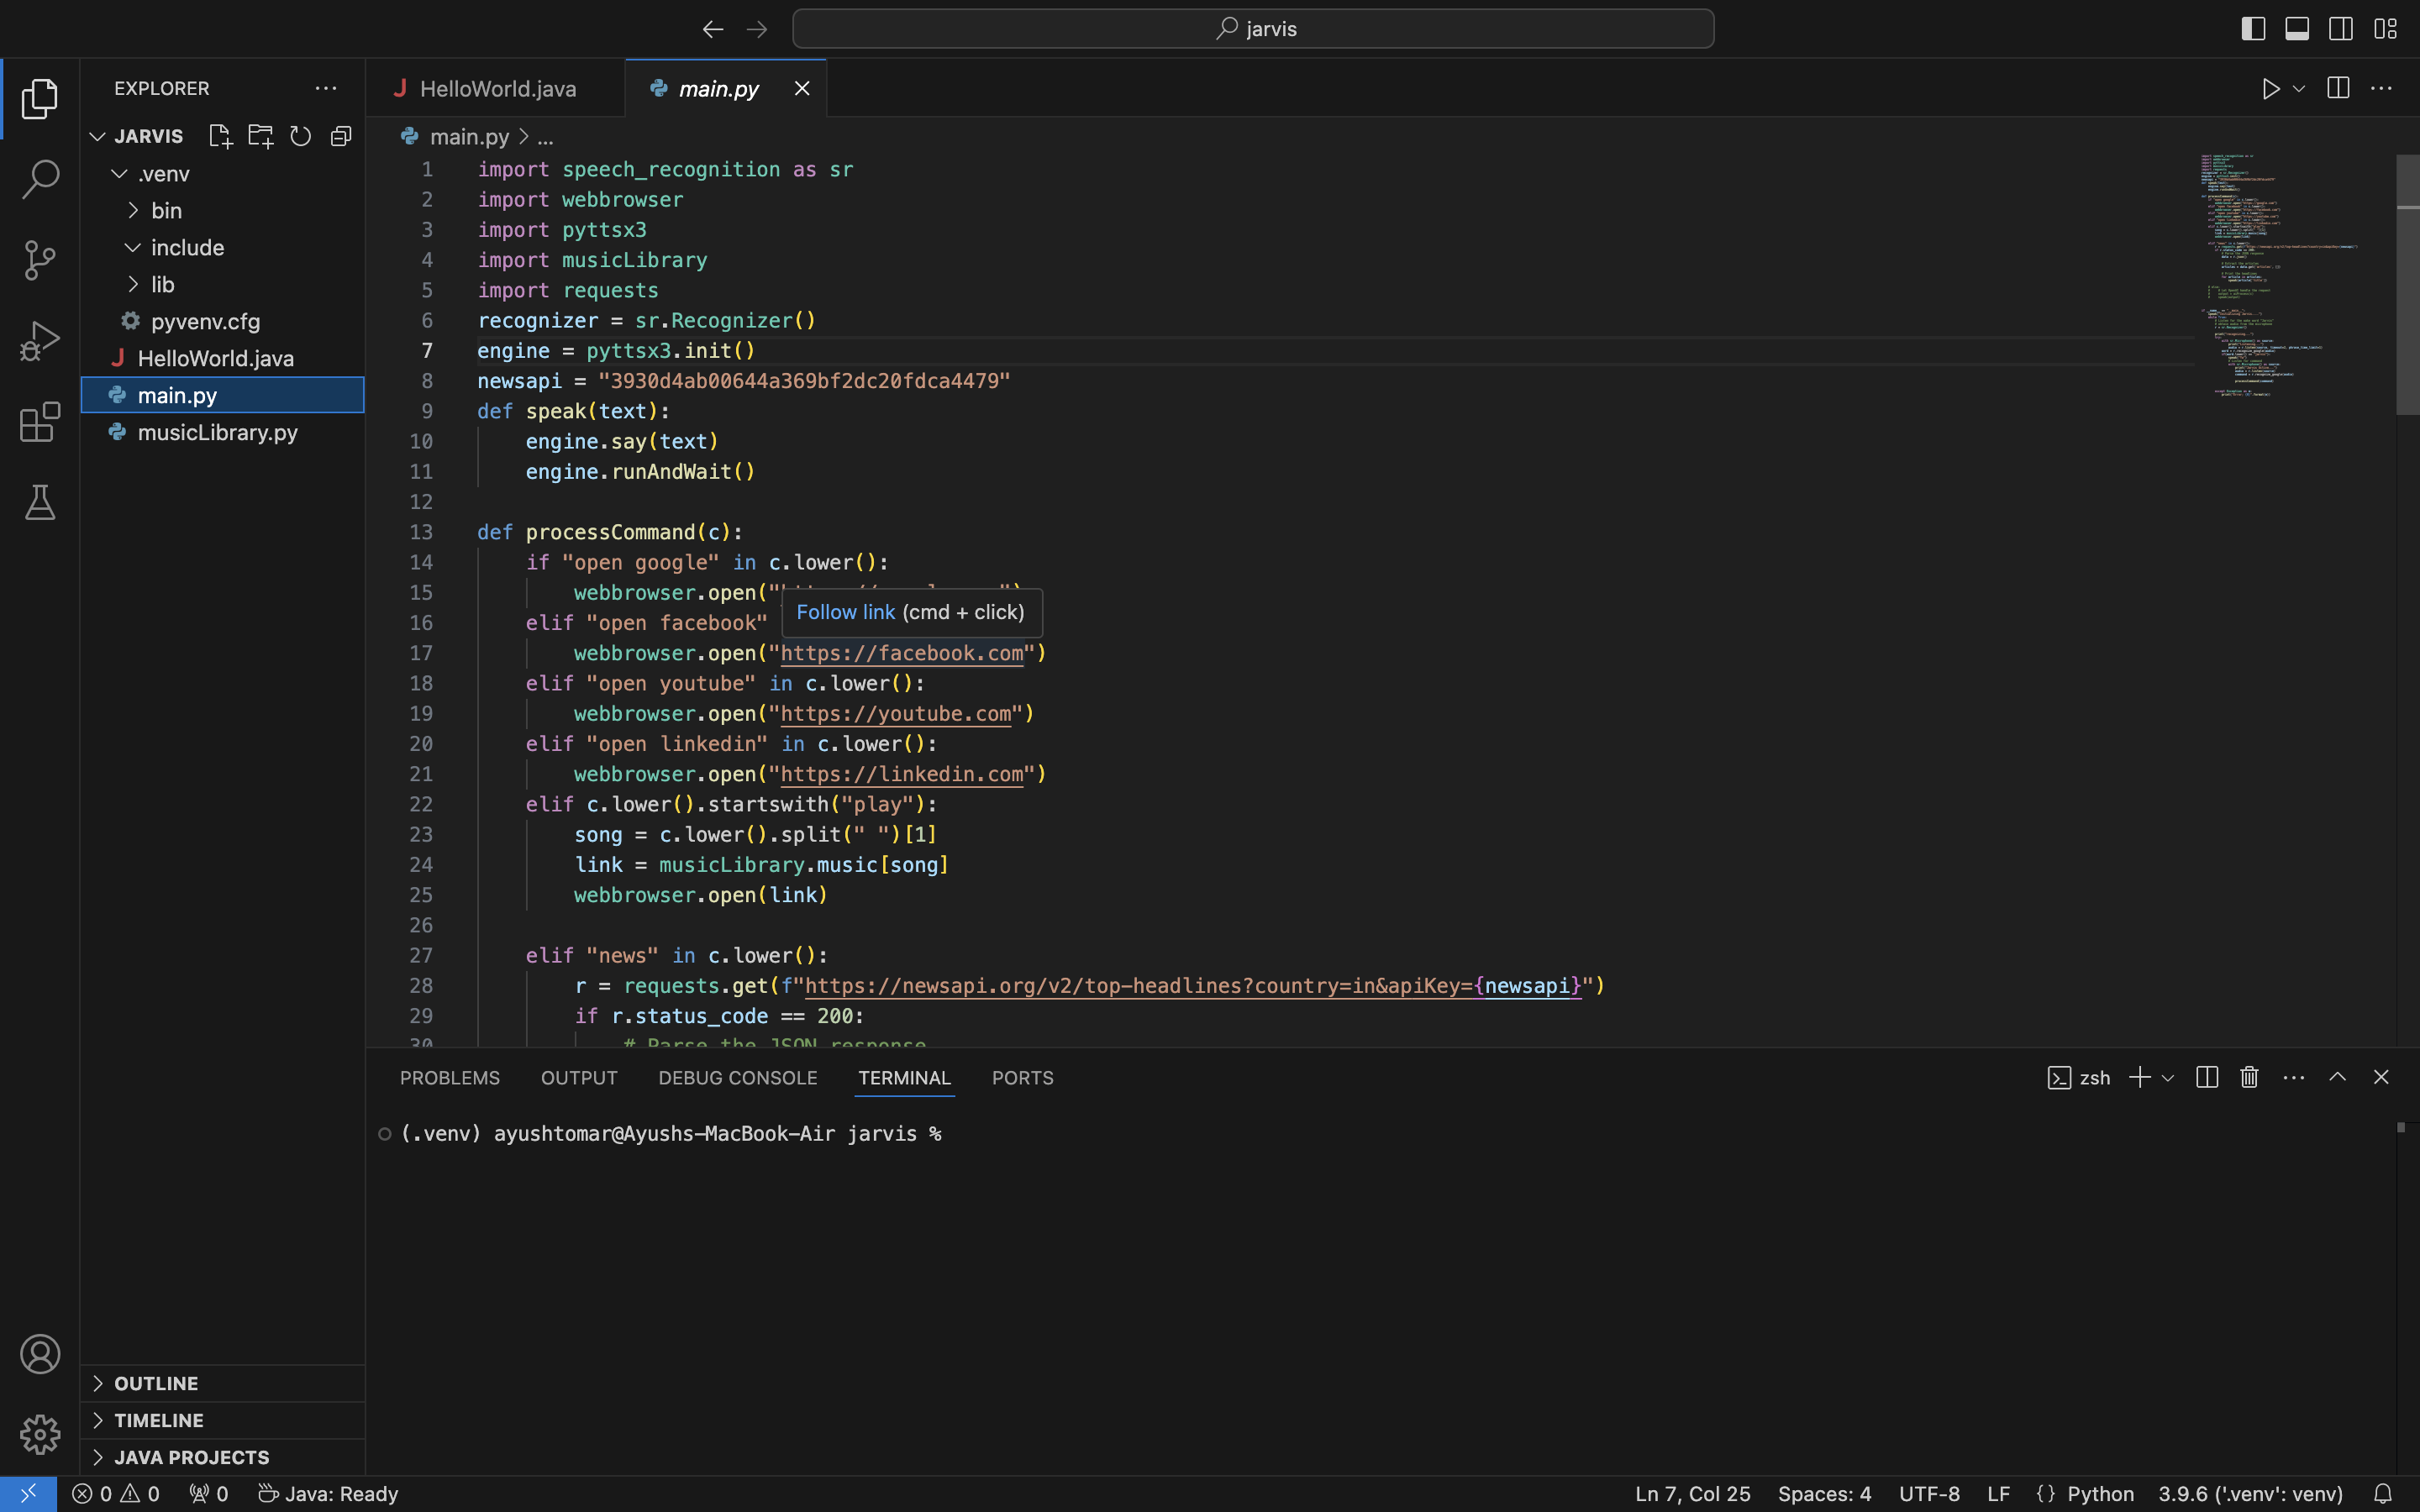 jarvis
EXPLORER
JARVIS
.venv
bin
include
lib
pyvenv.cfg
HelloWorld.java
main.py
musicLibrary.py
OUTLINE
TIMELINE
JAVA PROJECTS
HelloWorld.java
main.py
main.py > ...
1 import speech_recognition as sr
2 import webbrowser
3 import pyttsx3
4 import musicLibrary
5 import requests
6 recognizer = sr.Recognizer()
7 engine = pyttsx3.init()
8 newsapi = "3930d4ab00644a369bf2dc20fdca4479"
9 def speak(text):
10     engine.say(text)
11     engine.runAndWait()
12
13 def processCommand(c):
14     if "open google" in c.lower():
15         webbrowser.open("
16     elif "open facebook"
Follow link (cmd + click)
17         webbrowser.open("https://facebook.com")
18     elif "open youtube" in c.lower():
19         webbrowser.open("https://youtube.com")
20     elif "open linkedin" in c.lower():
21         webbrowser.open("https://linkedin.com")
22     elif c.lower().startswith("play"):
23         song = c.lower().split(" ")[1]
24         link = musicLibrary.music[song]
25         webbrowser.open(link)
26
27     elif "news" in c.lower():
28         r = requests.get(f"https://newsapi.org/v2/top-headlines?country=in&apiKey={newsapi}")
29         if r.status_code == 200:
30             # Parse the JSON response
PROBLEMS OUTPUT DEBUG CONSOLE TERMINAL PORTS
zsh
(.venv) ayushtomar@Ayushs-MacBook-Air jarvis %
0 0 0 Java: Ready
Ln 7, Col 25 Spaces: 4 UTF-8 LF {} Python 3.9.6 ('.venv': venv)